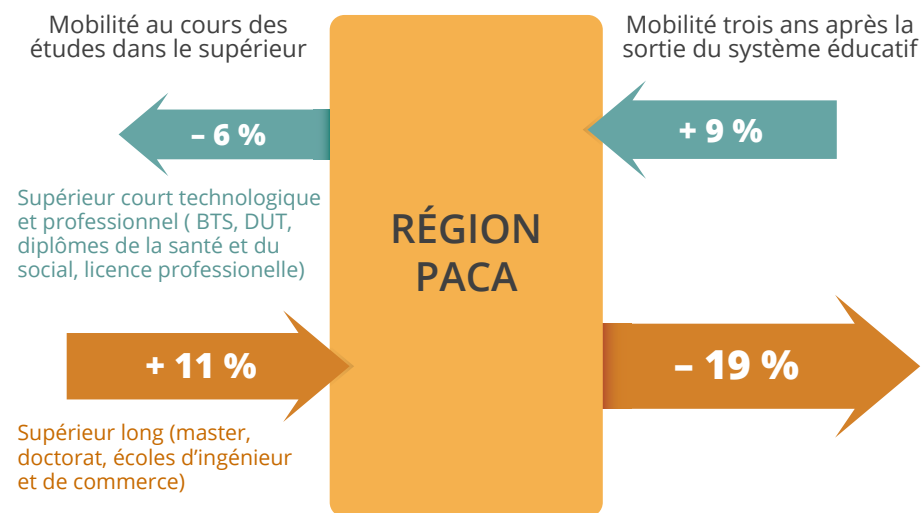 Mobilité au cours des
études dans le supérieur
Mobilité trois ans après la
sortie du système éducatif
– 6 %
+ 9 %
Supérieur court technologique
et professionnel ( BTS, DUT,
diplômes de la santé et du
social, licence professionelle)
RÉGION
PACA
+ 11 %
– 19 %
Supérieur long (master,
doctorat, écoles d’ingénieur
et de commerce)